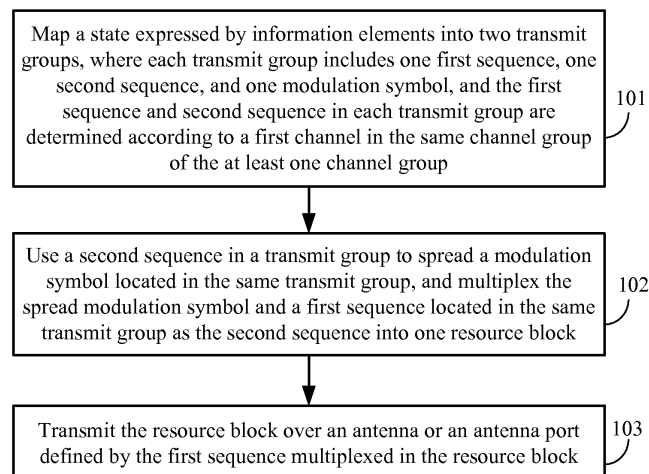 Map a state expressed by information elements into two transmit
groups, where each transmit group includes one first sequence, one
second sequence, and one modulation symbol, and the first
sequence and second sequence in each transmit group are
determined according to a first channel in the same channel group
of the at least one channel group
101
Use a second sequence in a transmit group to spread a modulation
symbol located in the same transmit group, and multiplex the
spread modulation symbol and a first sequence located in the same
transmit group as the second sequence into one resource block
102
Transmit the resource block over an antenna or an antenna port
defined by the first sequence multiplexed in the resource block
103